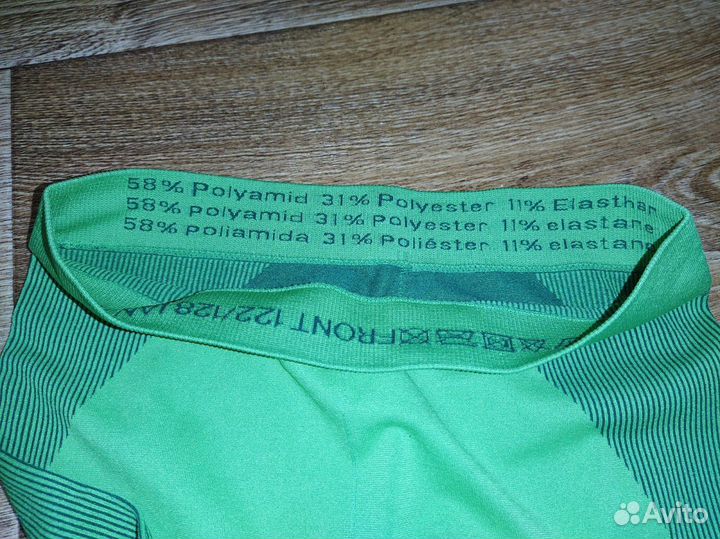 58% Polyamid 31% Polyester 11% Elasthan
58% polyamid 31% Polyester 11% elastane
58% Poliamida 31% Poliéster 11% elastane
FRONT 122/128
Avito